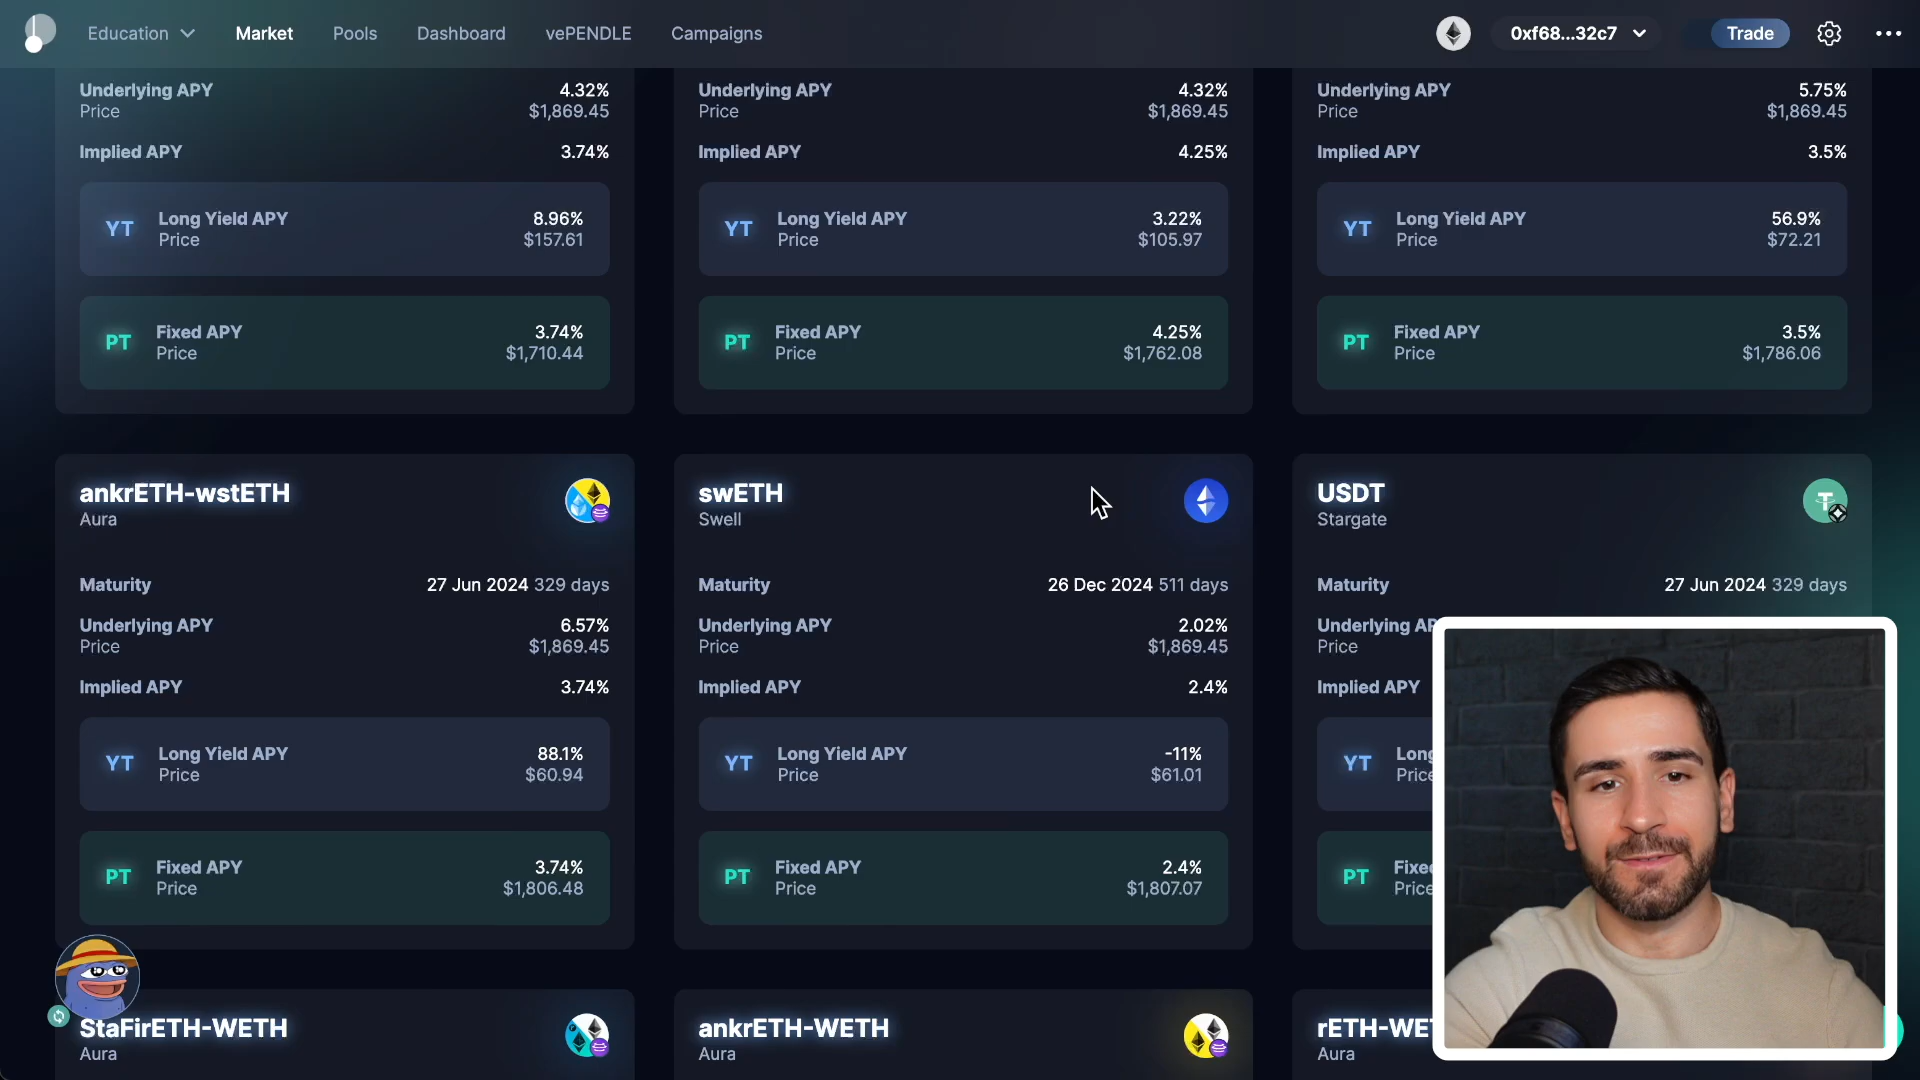 Education Market Pools Dashboard vePENDLE Campaigns 0xf68...32c7 Trade
Underlying APY 4.32%
Price $1,869.45
Implied APY 3.74%
YT Long Yield APY 8.96%
Price $157.61
PT Fixed APY 3.74%
Price $1,710.44
Underlying APY 4.32%
Price $1,869.45
Implied APY 4.25%
YT Long Yield APY 3.22%
Price $105.97
PT Fixed APY 4.25%
Price $1,762.08
Underlying APY 5.75%
Price $1,869.45
Implied APY 3.5%
YT Long Yield APY 56.9%
Price $72.21
PT Fixed APY 3.5%
Price $1,786.06
ankrETH-wstETH
Aura
Maturity 27 Jun 2024 329 days
Underlying APY 6.57%
Price $1,869.45
Implied APY 3.74%
YT Long Yield APY 88.1%
Price $60.94
PT Fixed APY 3.74%
Price $1,806.48
swETH
Swell
Maturity 26 Dec 2024 511 days
Underlying APY 2.02%
Price $1,869.45
Implied APY 2.4%
YT Long Yield APY -11%
Price $61.01
PT Fixed APY 2.4%
Price $1,807.07
USDT
Stargate
Maturity 27 Jun 2024 329 days
Underlying
Price
Implied APY
YT Long
Price
PT
Price
StaFirETH-WETH
Aura
ankrETH-WETH
Aura
rETH-WET
Aura